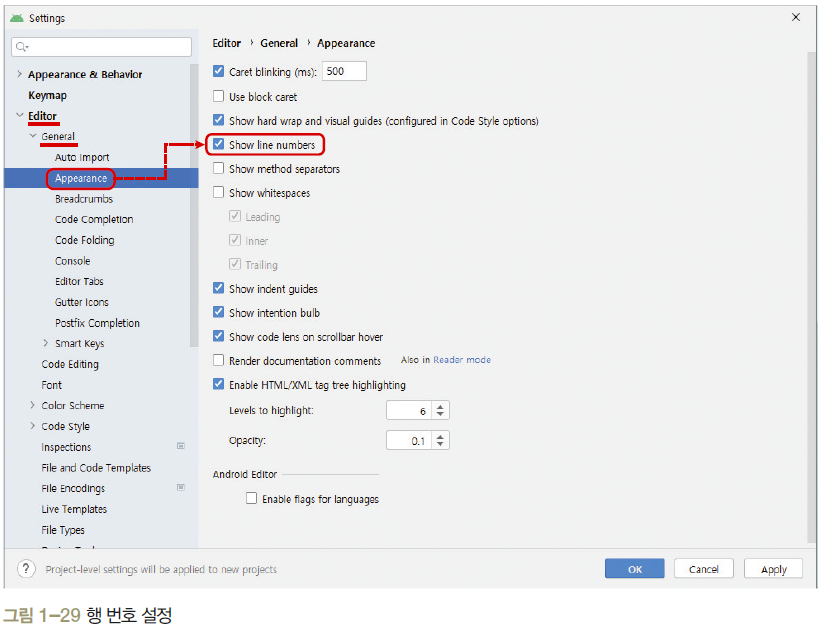 Settings
Appearance & Behavior
Keymap
Editor
General
Auto Import
Appearance
Breadcrumbs
Code Completion
Code Folding
Console
Editor Tabs
Gutter Icons
Postfix Completion
Smart Keys
Code Editing
Font
Color Scheme
Code Style
Inspections
File and Code Templates
File Encodings
Live Templates
File Types
Editor › General › Appearance
Caret blinking (ms): 500
Use block caret
Show hard wrap and visual guides (configured in Code Style options)
Show line numbers
Show method separators
Show whitespaces
Leading
Inner
Trailing
Show indent guides
Show intention bulb
Show code lens on scrollbar hover
Render documentation comments Also in Reader mode
Enable HTML/XML tag tree highlighting
Levels to highlight: 6
Opacity: 0.1
Android Editor
Enable flags for languages
? Project-level settings will be applied to new projects
OK Cancel Apply
그림 1-29 행 번호 설정